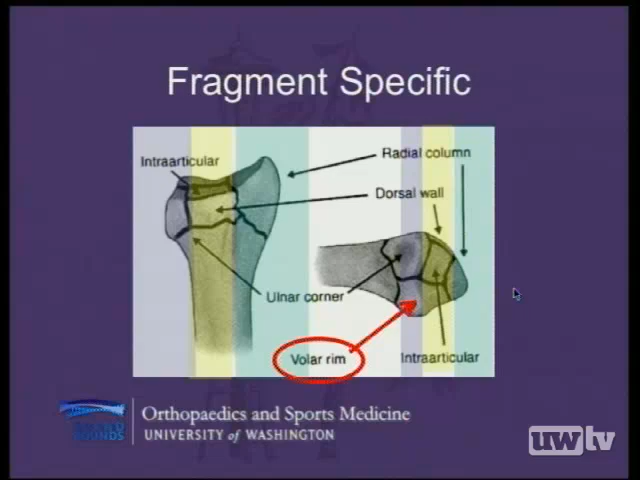 Fragment Specific
Intraarticular
Radial column
Dorsal wall
Ulnar corner
Volar rim
Intraarticular
Orthopaedics and Sports Medicine
UNIVERSITY of WASHINGTON
uwtv